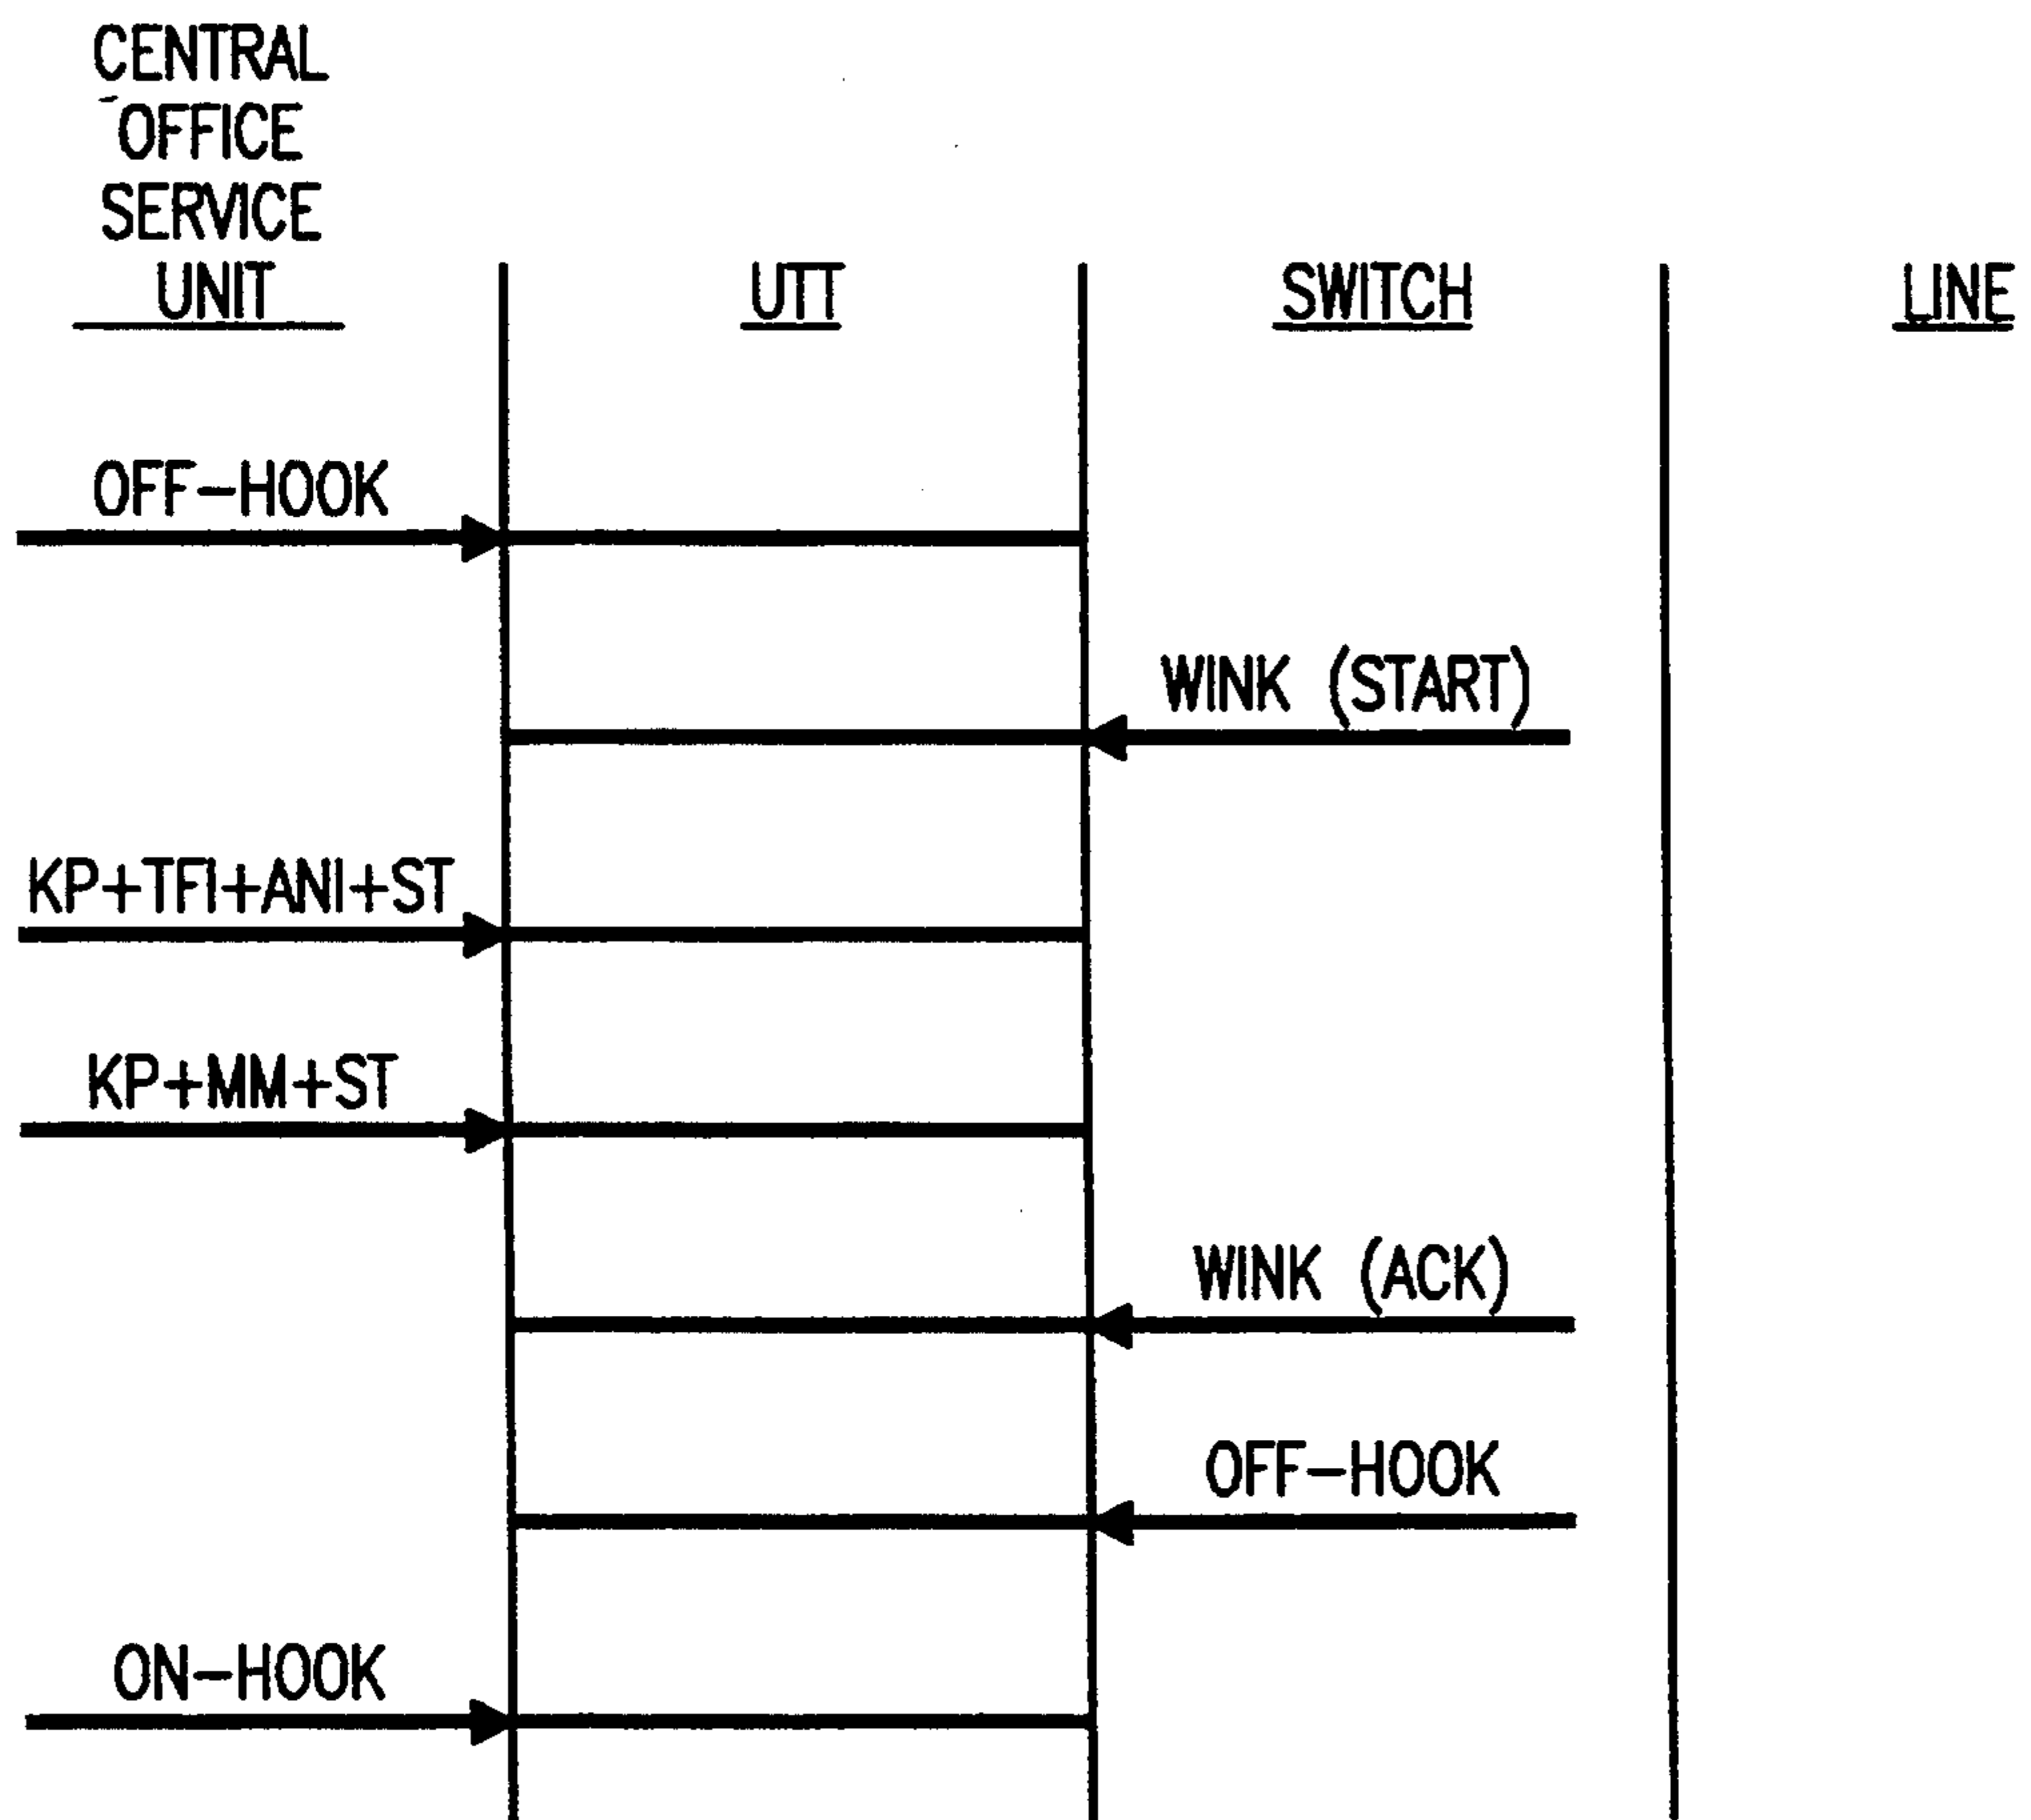 CENTRAL
OFFICE
SERVICE
UNIT
UTT
SWITCH
LINE
OFF-HOOK
WINK (START)
KP+TFI+ANI+ST
KP+MM+ST
WINK (ACK)
OFF-HOOK
ON-HOOK